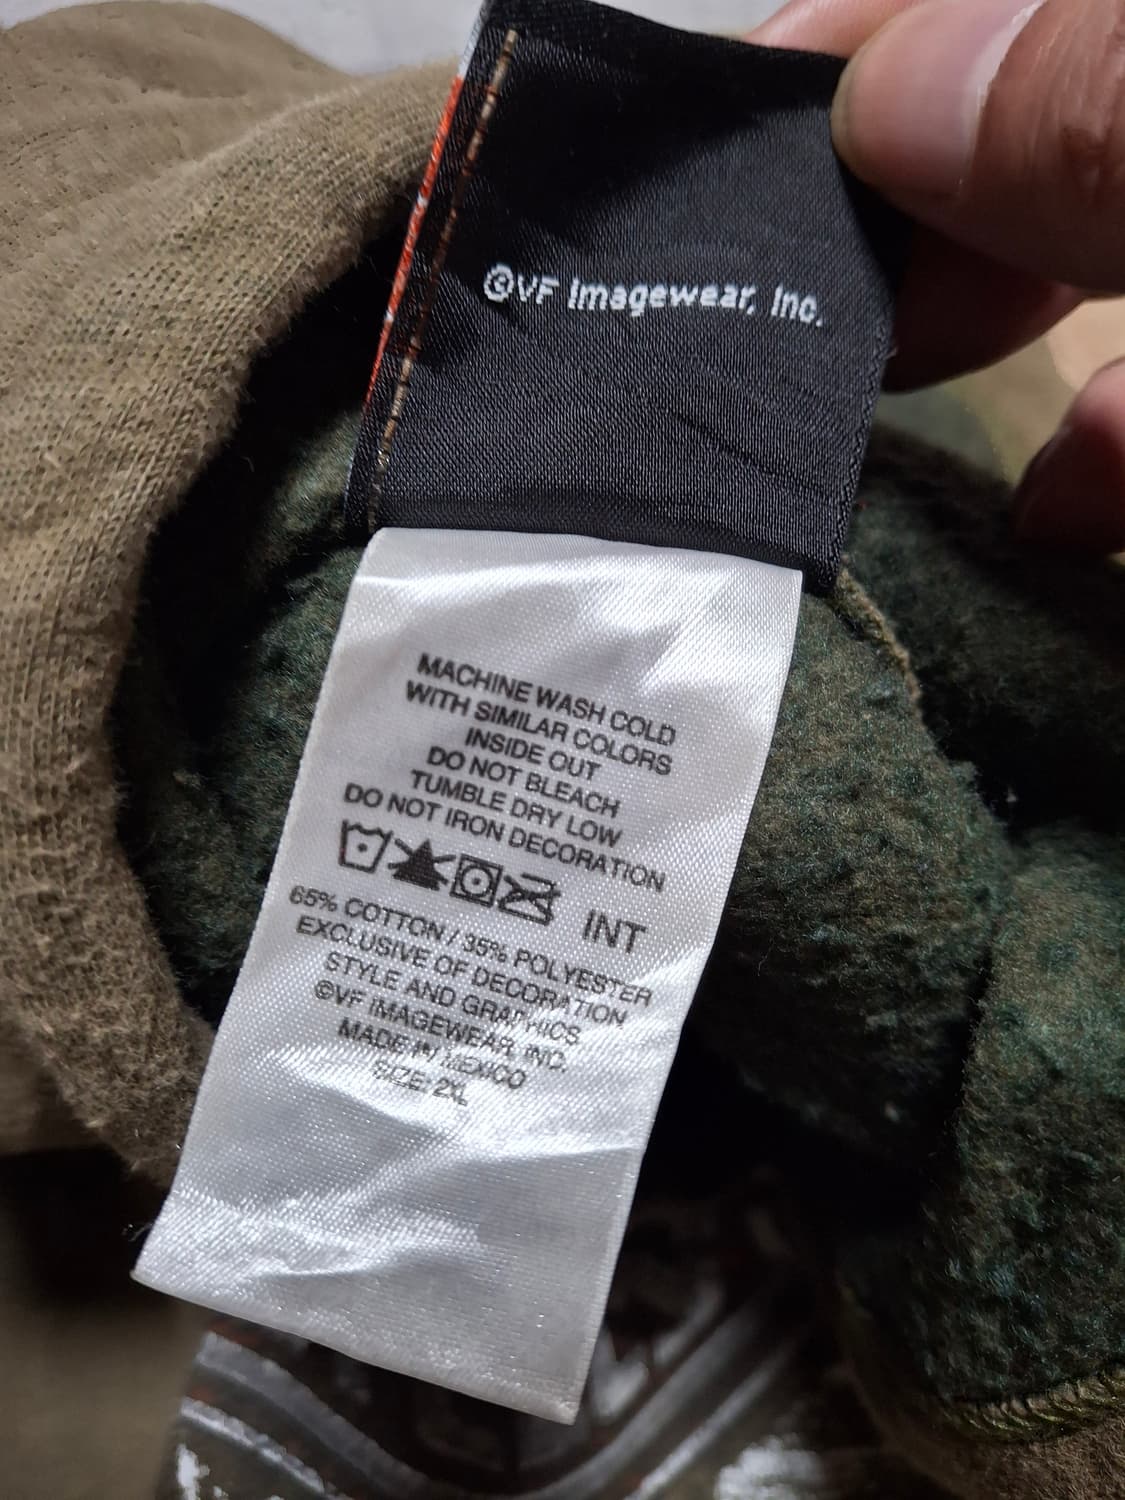 ©VF Imagewear, Inc.
MACHINE WASH COLD
WITH SIMILAR COLORS
INSIDE OUT
DO NOT BLEACH
TUMBLE DRY LOW
DO NOT IRON DECORATION
INT
65% COTTON / 35% POLYESTER
EXCLUSIVE OF DECORATION
STYLE AND GRAPHICS
©VF IMAGEWEAR, INC.
MADE IN MEXICO
SIZE: 2XL